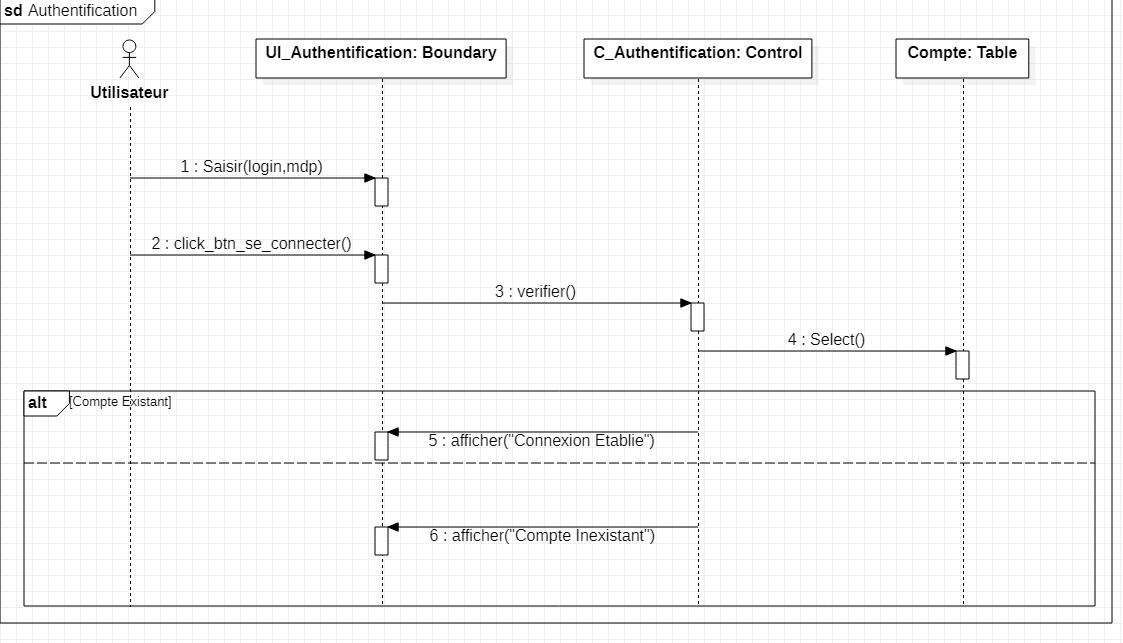 sd Authentification
UI_Authentification: Boundary
C_Authentification: Control
Compte: Table
Utilisateur
1 : Saisir(login,mdp)
2 : click_btn_se_connecter()
3 : verifier()
4 : Select()
alt [Compte Existant]
5 : afficher("Connexion Etablie")
6 : afficher("Compte Inexistant")